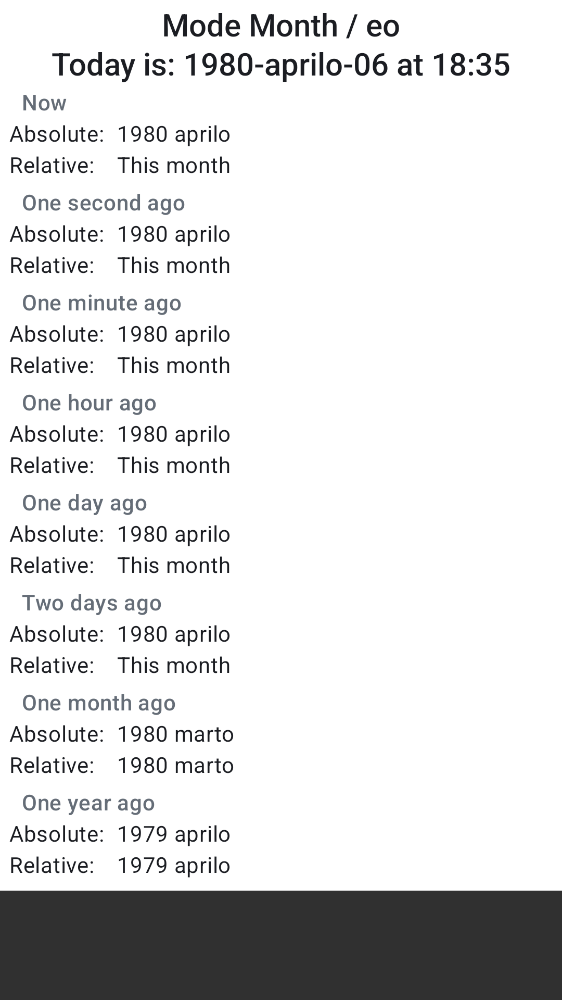 Mode Month / eo
Today is: 1980-aprilo-06 at 18:35
Now
Absolute: 1980 aprilo
Relative: This month
One second ago
Absolute: 1980 aprilo
Relative: This month
One minute ago
Absolute: 1980 aprilo
Relative: This month
One hour ago
Absolute: 1980 aprilo
Relative: This month
One day ago
Absolute: 1980 aprilo
Relative: This month
Two days ago
Absolute: 1980 aprilo
Relative: This month
One month ago
Absolute: 1980 marto
Relative: 1980 marto
One year ago
Absolute: 1979 aprilo
Relative: 1979 aprilo